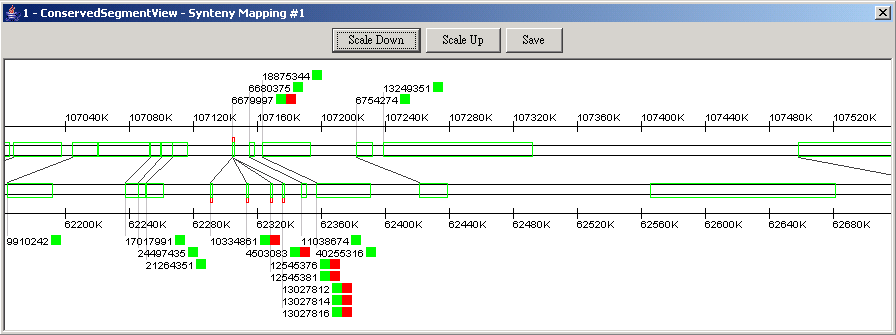 1 - ConservedSegmentView - Synteny Mapping #1
Scale Down Scale Up Save
18875344
6680375 13249351
6679997 6754274
107040K 107080K 107120K 107160K 107200K 107240K 107280K 107320K 107360K 107400K 107440K 107480K 107520K
62200K 62240K 62280K 62320K 62360K 62400K 62440K 62480K 62520K 62560K 62600K 62640K 62680K
9910242 17017991 10334861 11038674
24497435 4503083 40255316
21264351 12545376
12545381
13027812
13027814
13027816